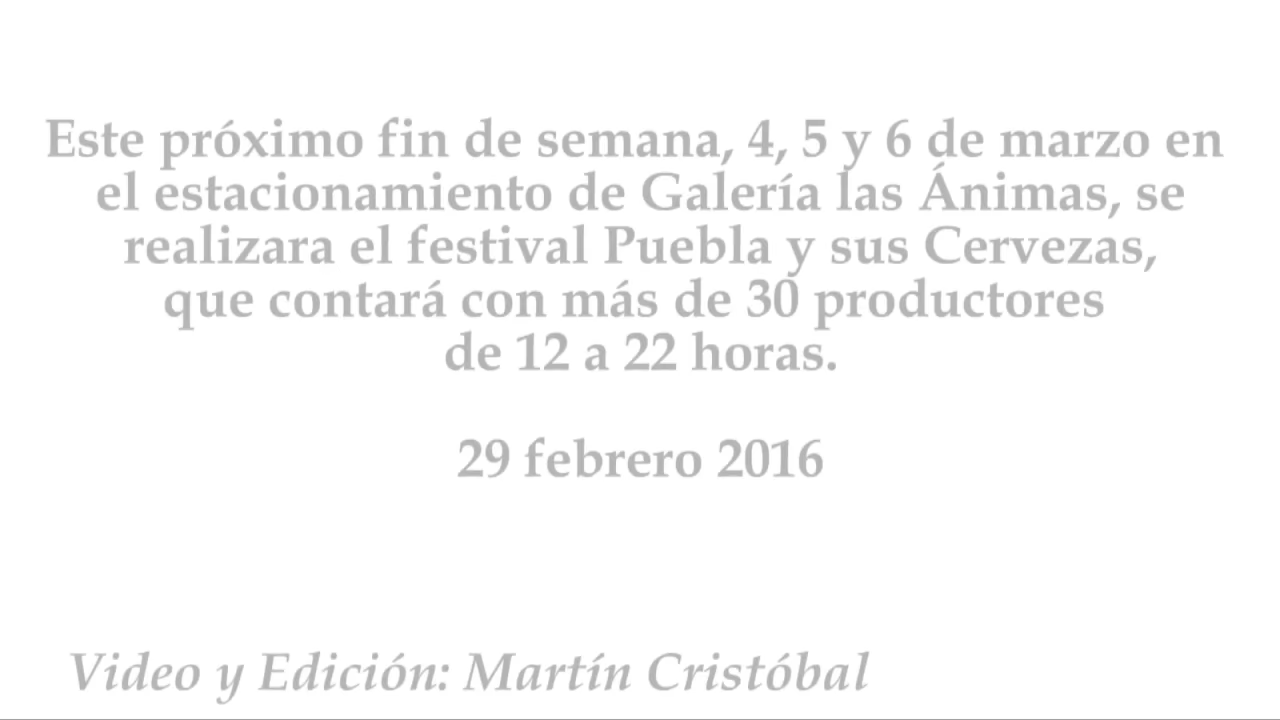 Este próximo fin de semana, 4, 5 y 6 de marzo en
el estacionamiento de Galería las Ánimas, se
realizara el festival Puebla y sus Cervezas,
que contará con más de 30 productores
de 12 a 22 horas.
29 febrero 2016
Video y Edición: Martín Cristóbal